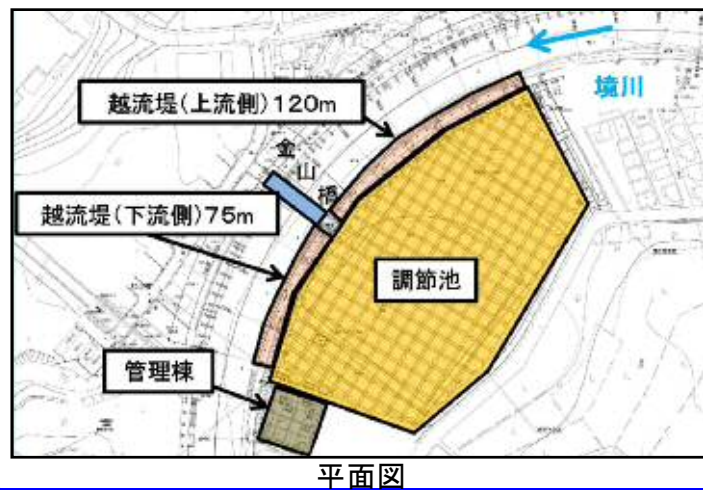 境川
越流堤(上流側)120m
金山橋
越流堤(下流側)75m
調節池
管理棟
平面図